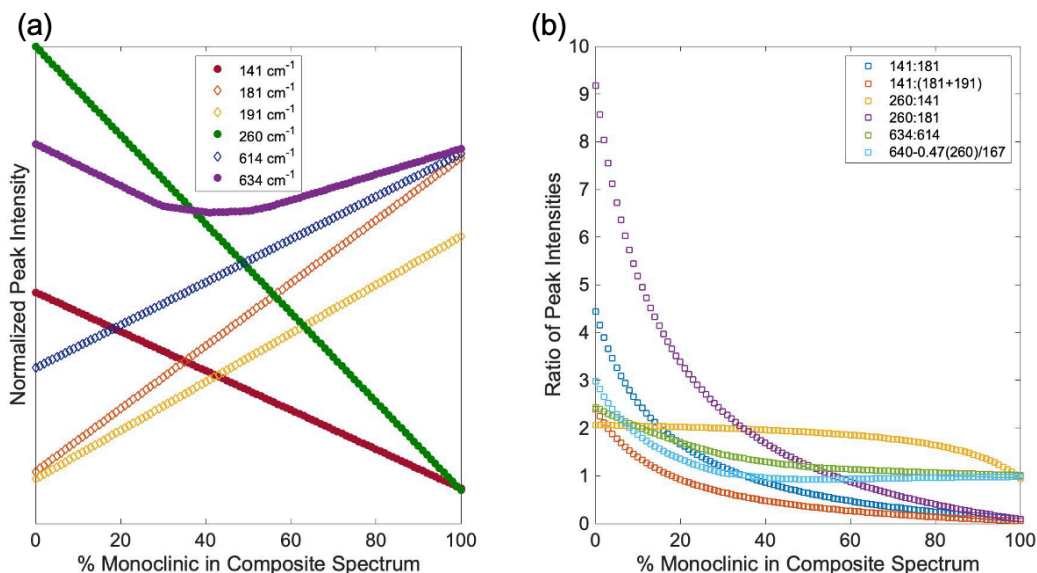 (a)
141 cm⁻¹
181 cm⁻¹
191 cm⁻¹
260 cm⁻¹
614 cm⁻¹
634 cm⁻¹
Normalized Peak Intensity
0 20 40 60 80 100
% Monoclinic in Composite Spectrum
(b)
141:181
141:(181+191)
260:141
260:181
634:614
640-0.47(260)/167
Ratio of Peak Intensities
10
9
8
7
6
5
4
3
2
1
0
0 20 40 60 80 100
% Monoclinic in Composite Spectrum